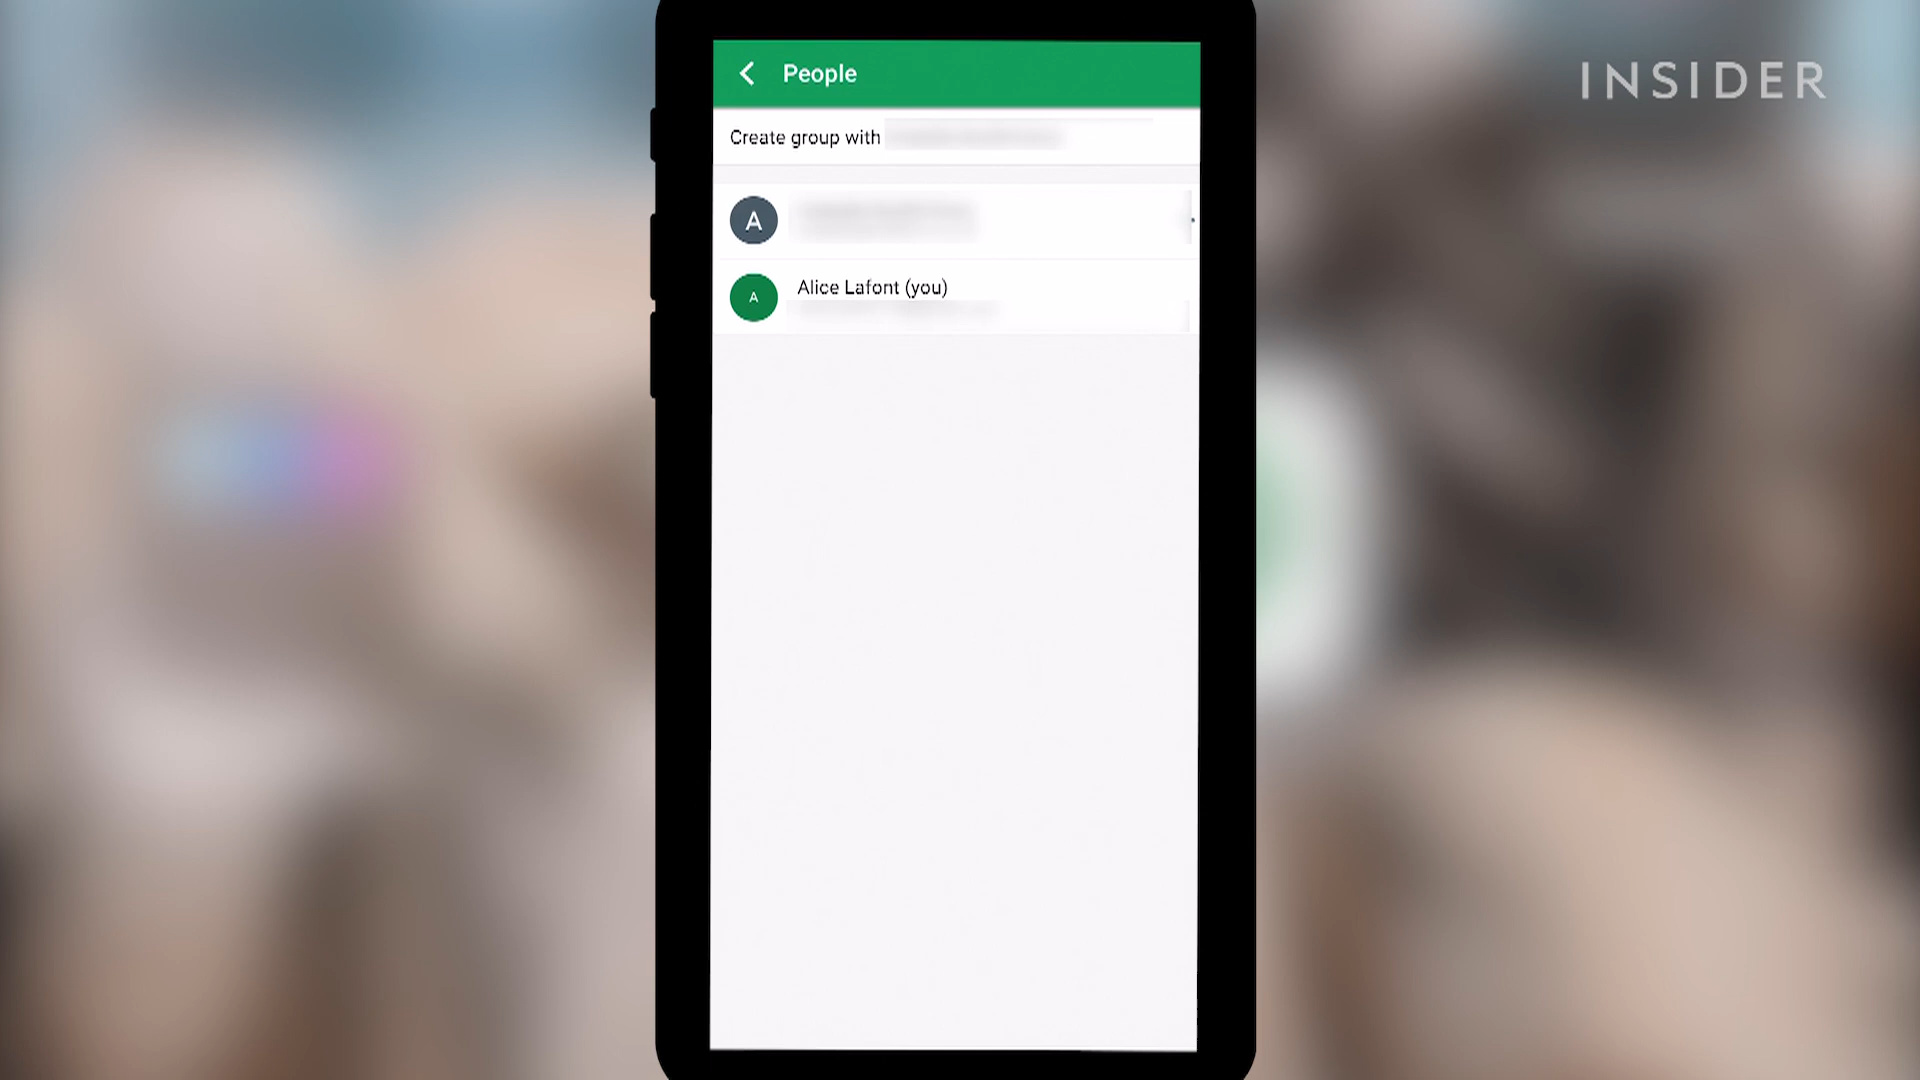 People
INSIDER
Create group with
A
A
Alice Lafont (you)